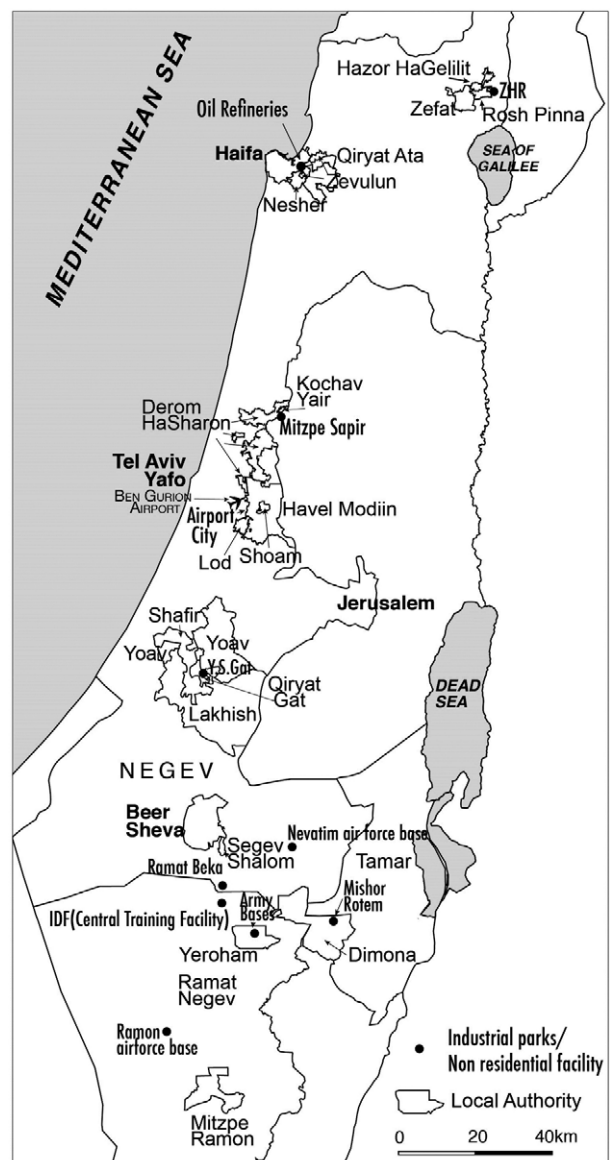 MEDITERRANEAN SEA
Hazor HaGelilit
ZHR
Zefat
Rosh Pinna
Oil Refineries
Haifa
Qiryat Ata
Zevulun
Nesher
SEA OF
GALILEE
Kochav
Yair
Derom
HaSharon
Mitzpe Sapir
Tel Aviv
Yafo
BEN GURION
AIRPORT
Airport
City
Havel Modiin
Lod
Shoam
Jerusalem
Shafir
Yoav
Yoav
Y.S.Gat
Qiryat
Gat
Lakhish
DEAD
SEA
NEGEV
Beer
Sheva
Segev
Shalom
Nevatim air force base
Tamar
Ramat Beka
Mishor
Rotem
Army
Bases
IDF(Central Training Facility)
Yeroham
Dimona
Ramat
Negev
Ramon
airforce base
Mitzpe
Ramon
Industrial parks/
Non residential facility
Local Authority
0 20 40km